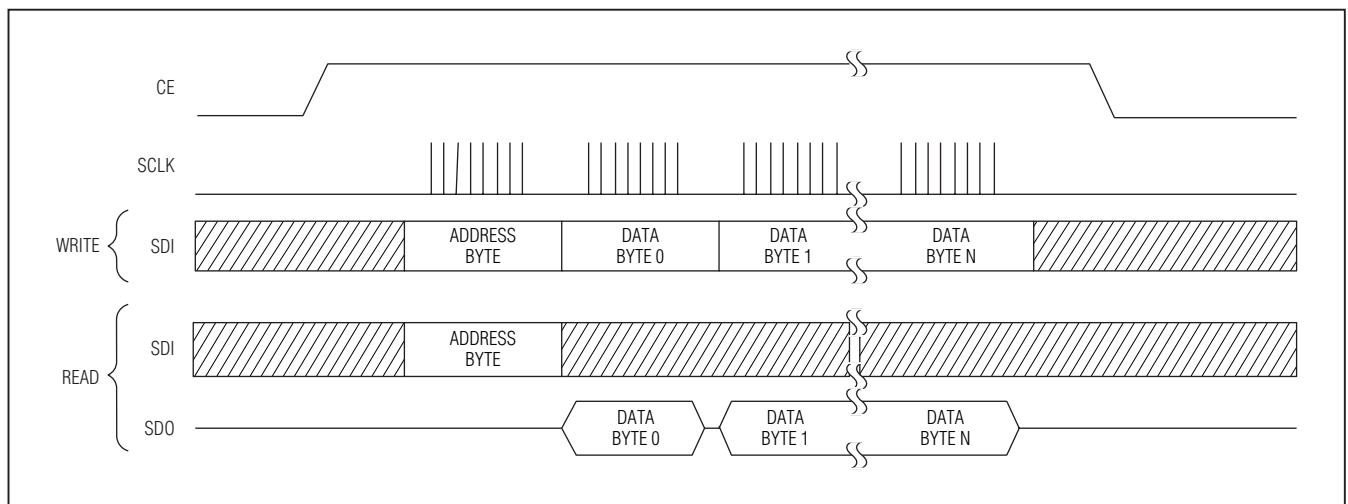 CE
SCLK
WRITE
SDI
ADDRESS
BYTE
DATA
BYTE 0
DATA
BYTE 1
DATA
BYTE N
READ
SDI
ADDRESS
BYTE
SDO
DATA
BYTE 0
DATA
BYTE 1
DATA
BYTE N